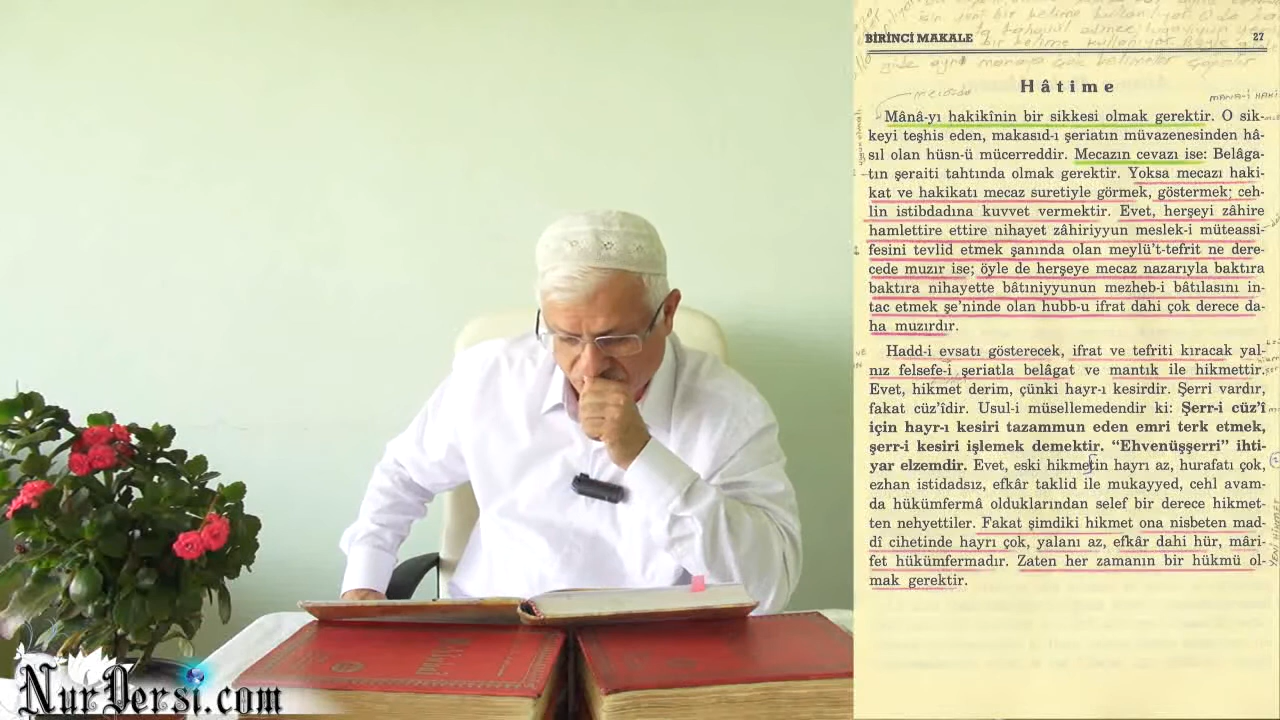 BİRİNCİ MAKALE 27
Hâtime
Mânâ-yı hakikînin bir sikkesi olmak gerektir. O sik-
keyi teşhis eden, makasıd-ı şeriatın müvazenesinden hâ-
sıl olan hüsn-ü mücerreddir. Mecazın cevazı ise: Belâga-
tın şeraiti tahtında olmak gerektir. Yoksa mecazı haki-
kat ve hakikatı mecaz suretiyle görmek, göstermek; ceh-
lin istibdadına kuvvet vermektir. Evet, herşeyi zâhire
hamlettire ettire nihayet zâhiriyyun meslek-i müteassi-
fesini tevlid etmek şanında olan meylü't-tefrit ne dere-
cede muzır ise; öyle de herşeye mecaz nazarıyla baktıra
baktıra nihayette bâtıniyyunun mezheb-i bâtılasını in-
tac etmek şe'ninde olan hubb-u ifrat dahi çok derece da-
ha muzırdır.
Hadd-i evsatı gösterecek, ifrat ve tefriti kıracak yal-
nız felsefe-i şeriatla belâgat ve mantık ile hikmettir.
Evet, hikmet derim, çünki hayr-ı kesirdir. Şerri vardır,
fakat cüz'îdir. Usul-i müsellemedendir ki: Şerr-i cüz'î
için hayr-ı kesiri tazammun eden emri terk etmek,
şerr-i kesiri işlemek demektir. “Ehvenüşşerri” ihti-
yar elzemdir. Evet, eski hikmetin hayrı az, hurafatı çok,
ezhan istidadsız, efkâr taklid ile mukayyed, cehl avam-
da hükümfermâ olduklarından selef bir derece hikmet-
ten nehyettiler. Fakat şimdiki hikmet ona nisbeten mad-
dî cihetinde hayrı çok, yalanı az, efkâr dahi hür, mâri-
fet hükümfermadır. Zaten her zamanın bir hükmü ol-
mak gerektir.
NurDersi.com